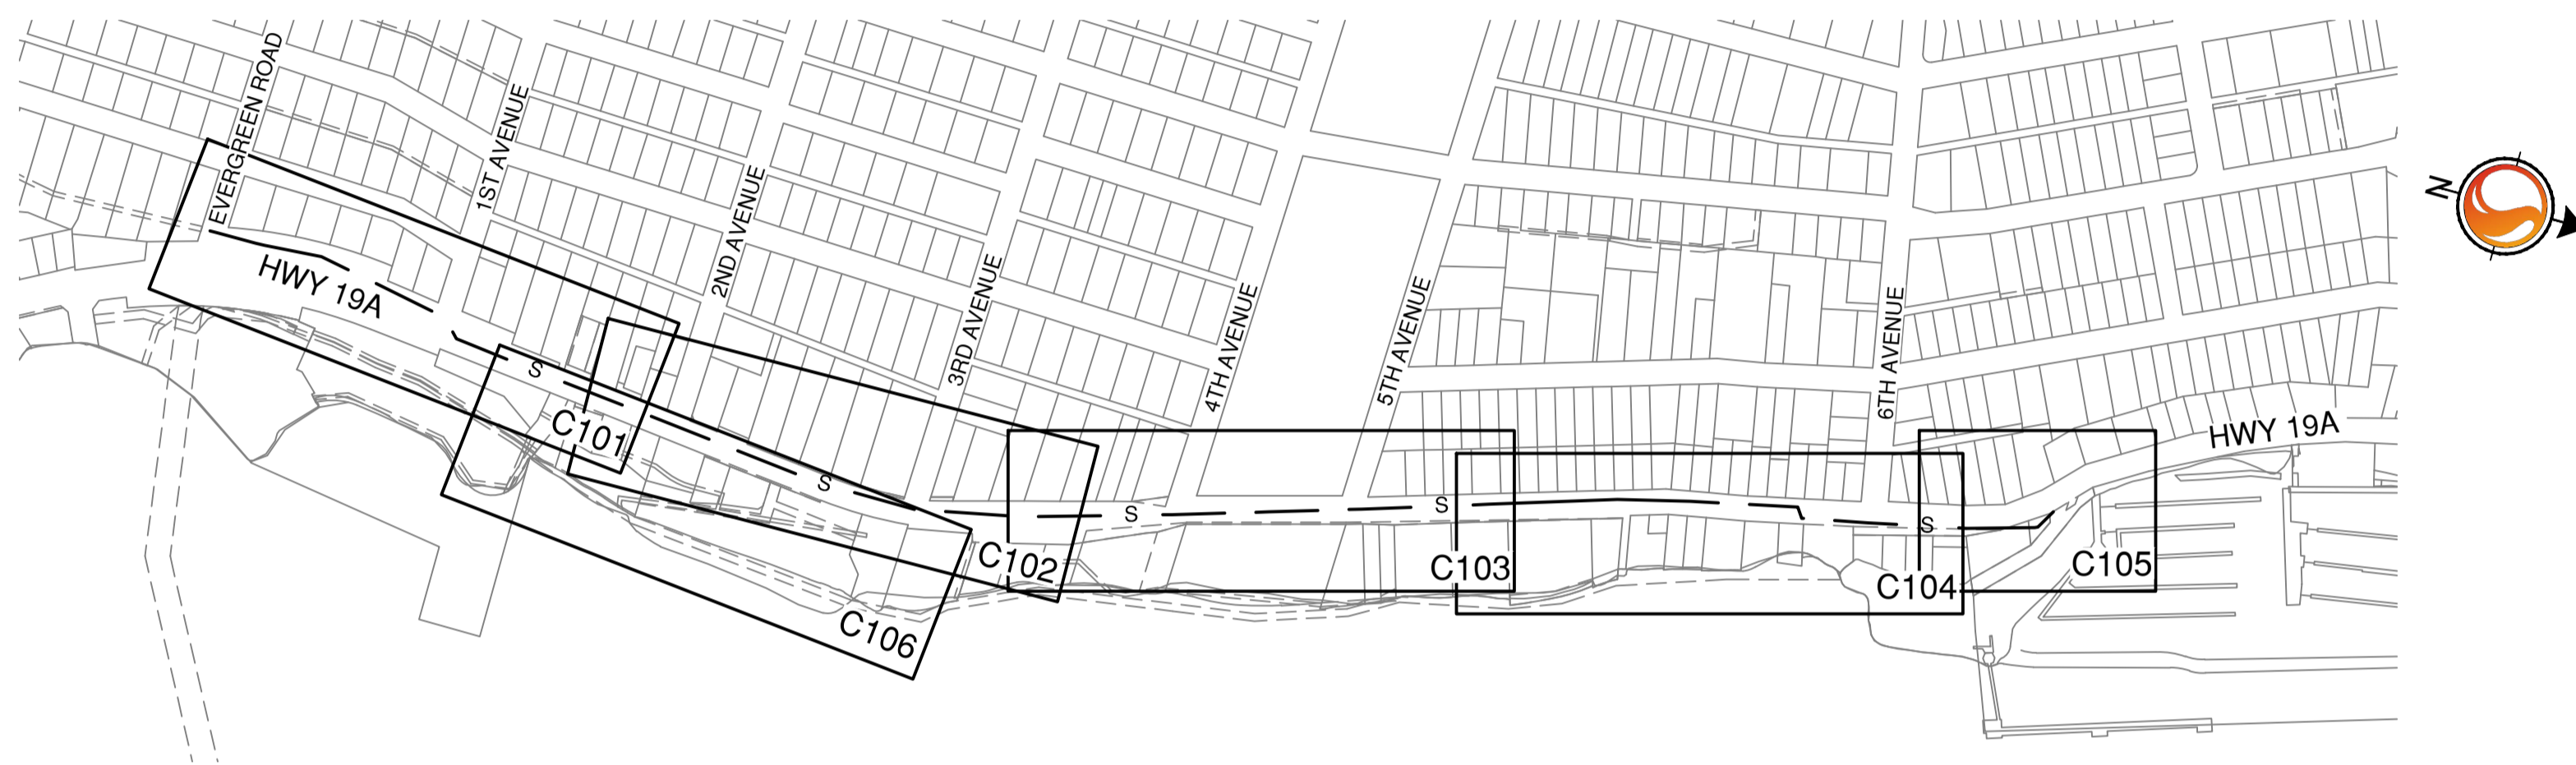 EVERGREEN ROAD
1ST AVENUE
2ND AVENUE
3RD AVENUE
4TH AVENUE
5TH AVENUE
6TH AVENUE
N
HWY 19A
HWY 19A
S
S
S
S
S
C101
C102
C103
C104
C105
C106